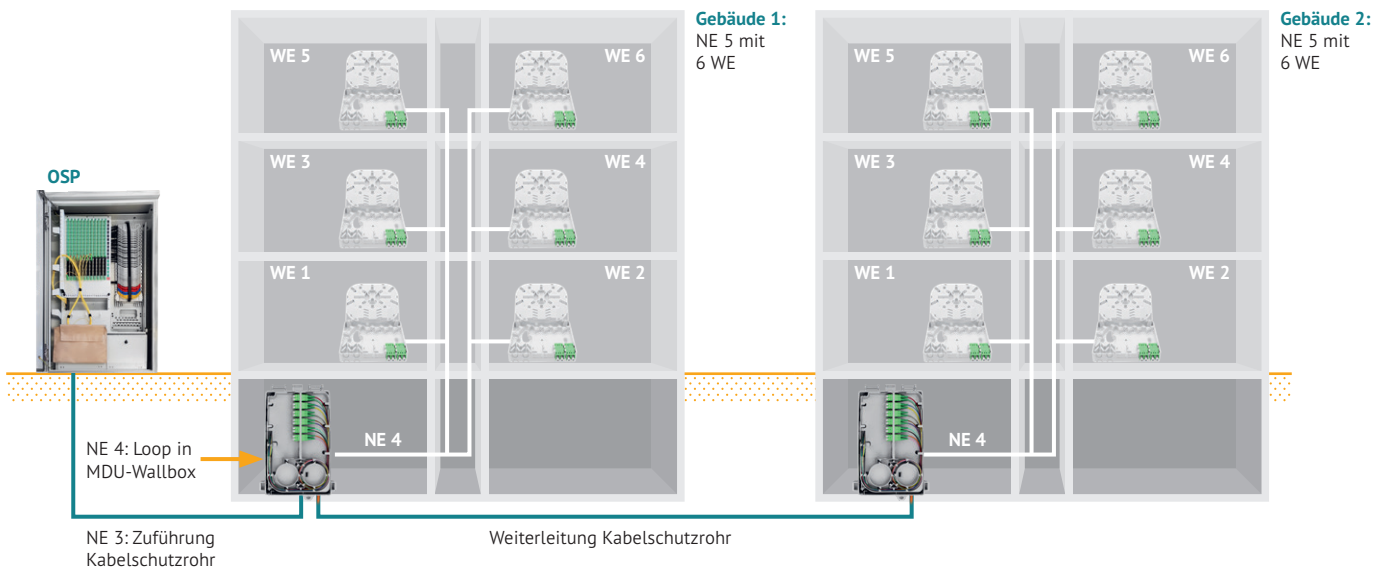 Gebäude 1:
NE 5 mit
6 WE
Gebäude 2:
NE 5 mit
6 WE
WE 5
WE 6
WE 5
WE 6
WE 3
WE 4
WE 3
WE 4
OSP
WE 1
WE 2
WE 1
WE 2
NE 4
NE 4
NE 4: Loop in
MDU-Wallbox
NE 3: Zuführung
Kabelschutzrohr
Weiterleitung Kabelschutzrohr